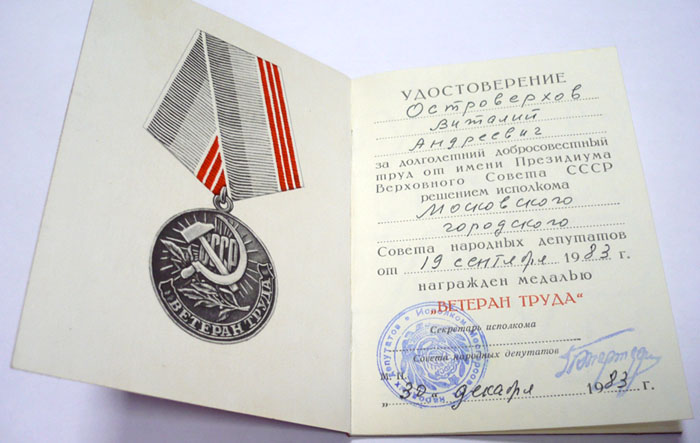 СССР
ВЕТЕРАН ТРУДА
УДОСТОВЕРЕНИЕ
Островерхов
Виталий
Андреевич
за долголетний добросовестный
труд от имени Президиума
Верховного Совета СССР
решением исполкома
Московского
городского
Совета народных депутатов
от 19 сентября 1983 г.
награжден медалью
„ВЕТЕРАН ТРУДА“
Секретарь исполкома
Совета народных депутатов
М. П.
декабря 1983 г.